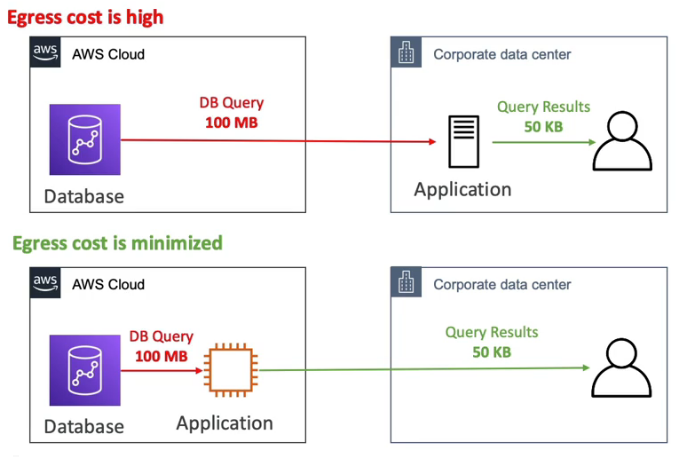 Egress cost is high
aws
AWS Cloud
Corporate data center
DB Query
100 MB
Query Results
50 KB
Database
Application
Egress cost is minimized
aws
AWS Cloud
Corporate data center
DB Query
100 MB
Query Results
50 KB
Database
Application